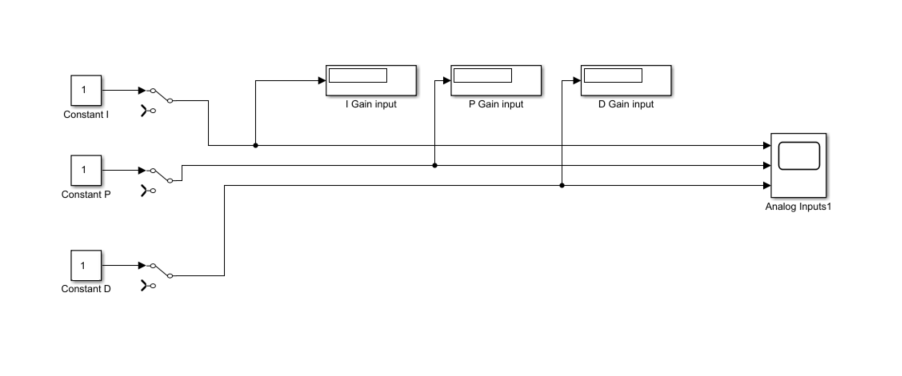 I Gain input
P Gain input
D Gain input
1
Constant I
1
Constant P
Analog Inputs1
1
Constant D